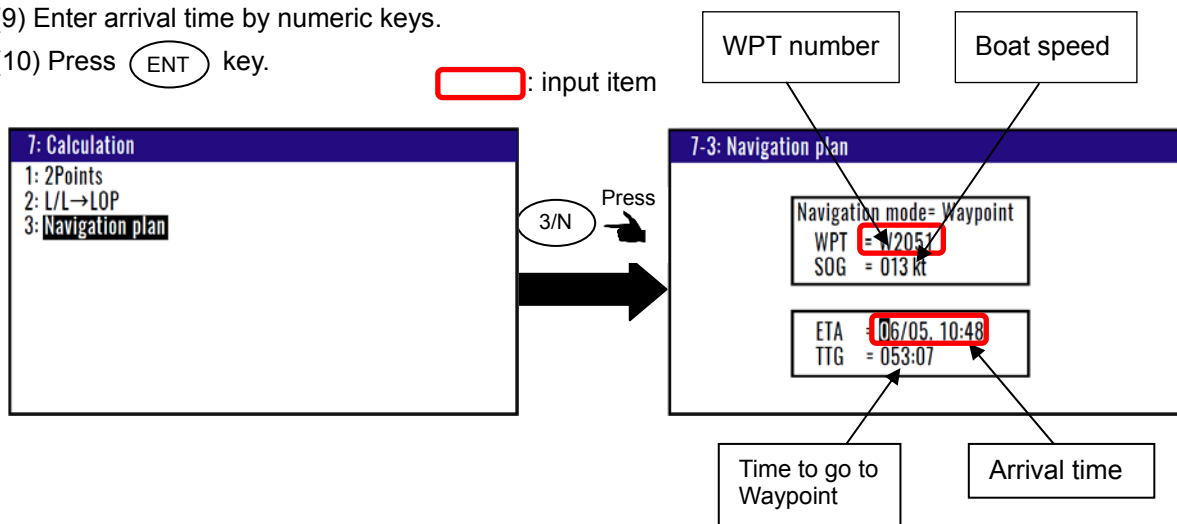 (9) Enter arrival time by numeric keys.
(10) Press ENT key.
: input item
WPT number
Boat speed
7: Calculation
1: 2Points
2: L/L→LOP
3: Navigation plan
3/N
Press
7-3: Navigation plan
Navigation mode= Waypoint
WPT = W2051
SOG = 013 kt
ETA = 06/05. 10:48
TTG = 053:07
Time to go to
Waypoint
Arrival time